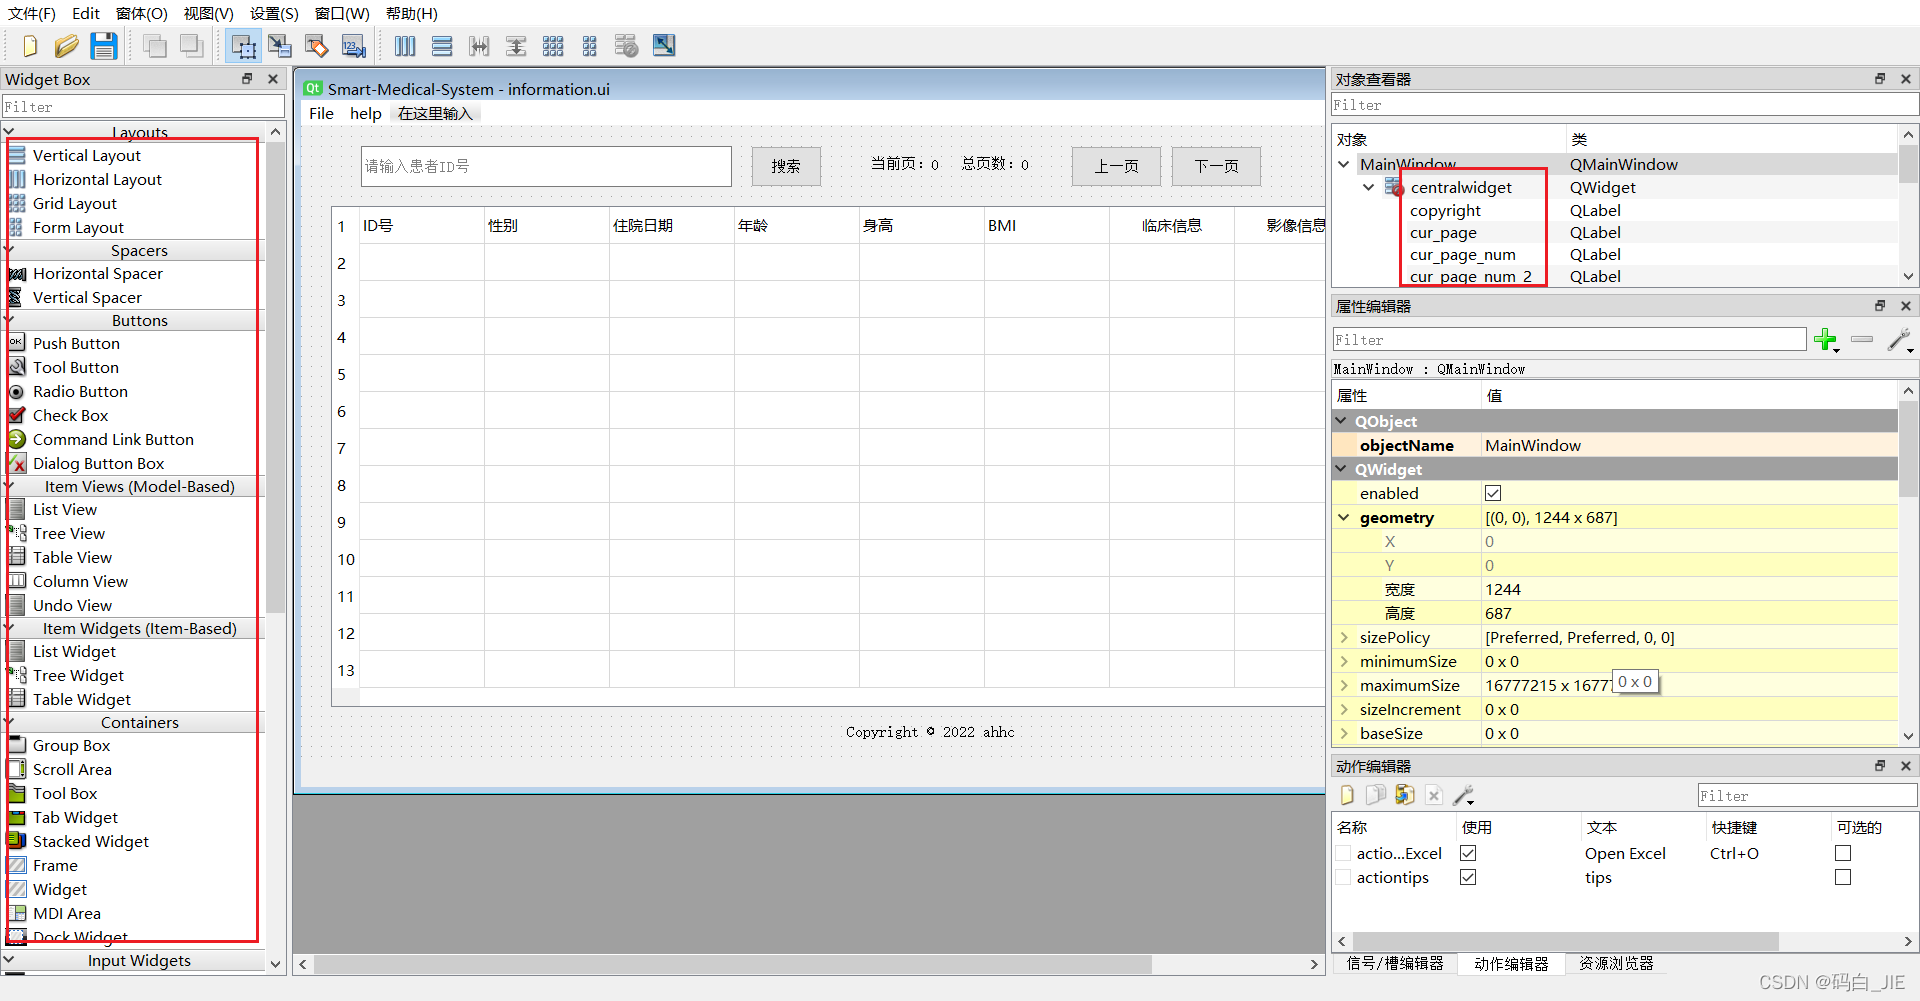 文件(F) Edit 窗体(O) 视图(V) 设置(S) 窗口(W) 帮助(H)
Widget Box
Filter
Layouts
Vertical Layout
Horizontal Layout
Grid Layout
Form Layout
Spacers
Horizontal Spacer
Vertical Spacer
Buttons
Push Button
Tool Button
Radio Button
Check Box
Command Link Button
Dialog Button Box
Item Views (Model-Based)
List View
Tree View
Table View
Column View
Undo View
Item Widgets (Item-Based)
List Widget
Tree Widget
Table Widget
Containers
Group Box
Scroll Area
Tool Box
Tab Widget
Stacked Widget
Frame
Widget
MDI Area
Dock Widget
Input Widgets
Smart-Medical-System - information.ui
File help 在这里输入
请输入患者ID号 搜索 当前页：0 总页数：0 上一页 下一页
1 ID号 性别 住院日期 年龄 身高 BMI 临床信息 影像信息
2
3
4
5
6
7
8
9
10
11
12
13
Copyright © 2022 ahhc
对象查看器
Filter
对象 类
MainWindow QMainWindow
centralwidget QWidget
copyright QLabel
cur_page QLabel
cur_page_num QLabel
cur_page_num_2 QLabel
属性编辑器
Filter
MainWindow : QMainWindow
属性 值
QObject
objectName MainWindow
QWidget
enabled
geometry [(0, 0), 1244 x 687]
X 0
Y 0
宽度 1244
高度 687
sizePolicy [Preferred, Preferred, 0, 0]
minimumSize 0 x 0
maximumSize 16777215 x 1677 0 x 0
sizeIncrement 0 x 0
baseSize 0 x 0
动作编辑器
Filter
名称 使用 文本 快捷键 可选的
actio...Excel Open Excel Ctrl+O
actiontips tips
信号/槽编辑器 动作编辑器 资源浏览器
CSDN @码白_JIE